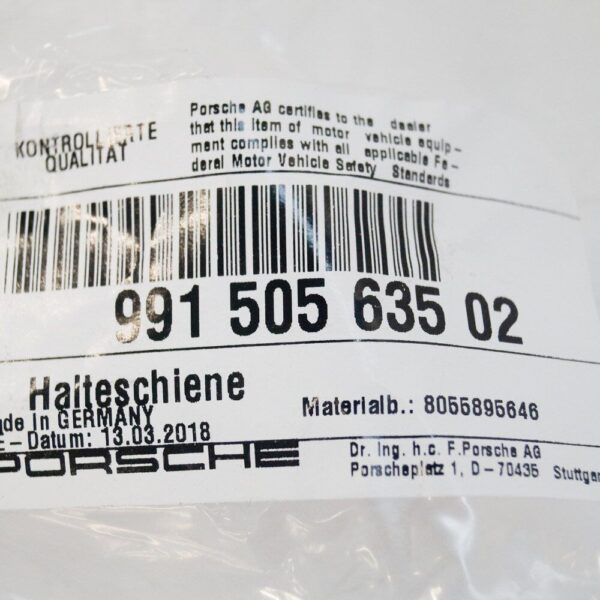 KONTROLLIERTE
QUALITÄT
Porsche AG certifies to the dealer
that this item of motor vehicle equip-
ment complies with all applicable Fe-
deral Motor Vehicle Safety Standards
991 505 635 02
Halteschiene
ade in GERMANY
E-Datum: 13.03.2018
Materialb.: 8055895646
PORSCHE
Dr. Ing. h.c. F.Porsche AG
Porscheplatz 1, D-70435 Stuttgar